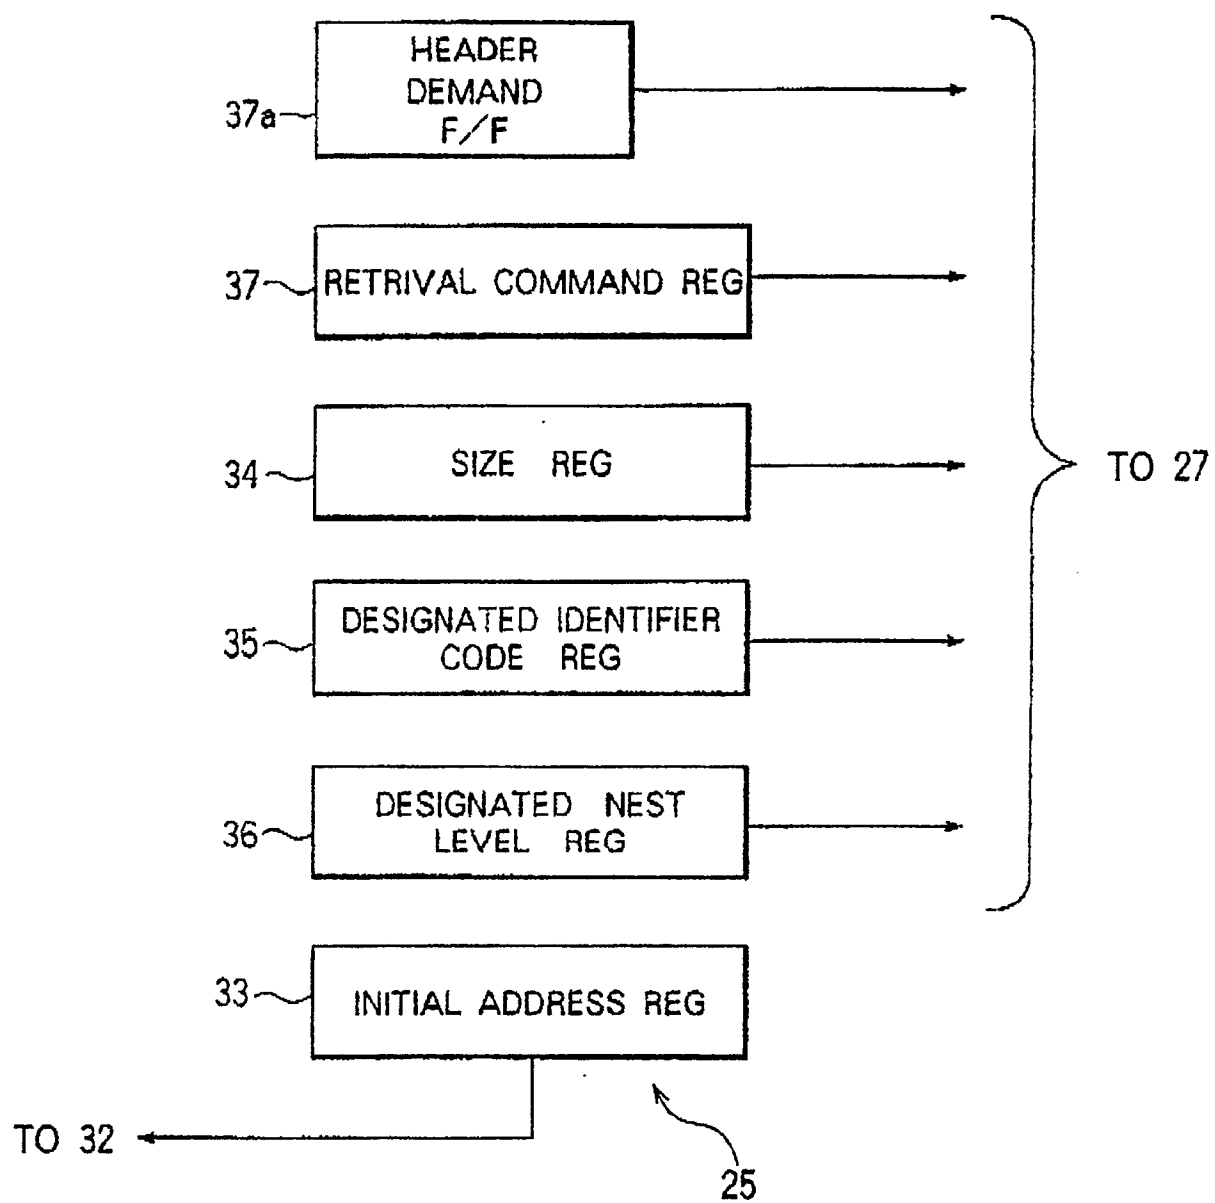 HEADER
DEMAND
F/F
37a
RETRIVAL COMMAND REG
37
SIZE REG
34
TO 27
DESIGNATED IDENTIFIER
CODE REG
35
DESIGNATED NEST
LEVEL REG
36
INITIAL ADDRESS REG
33
TO 32
25